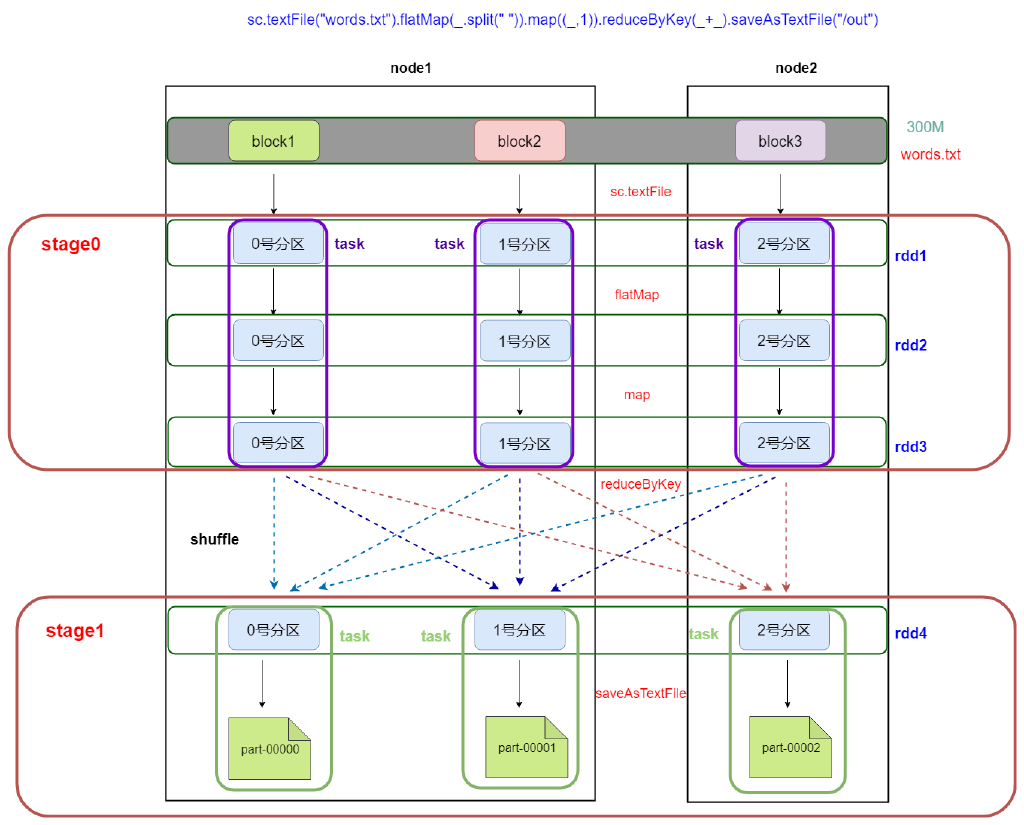 sc.textFile("words.txt").flatMap(_.split(" ")).map((_,1)).reduceByKey(_+_).saveAsTextFile("/out")
node1
node2
block1
block2
block3
300M
words.txt
sc.textFile
stage0
0号分区
task
task
1号分区
task
2号分区
rdd1
flatMap
0号分区
1号分区
2号分区
rdd2
map
0号分区
1号分区
2号分区
rdd3
reduceByKey
shuffle
stage1
0号分区
task
task
1号分区
task
2号分区
rdd4
saveAsTextFile
part-00000
part-00001
part-00002